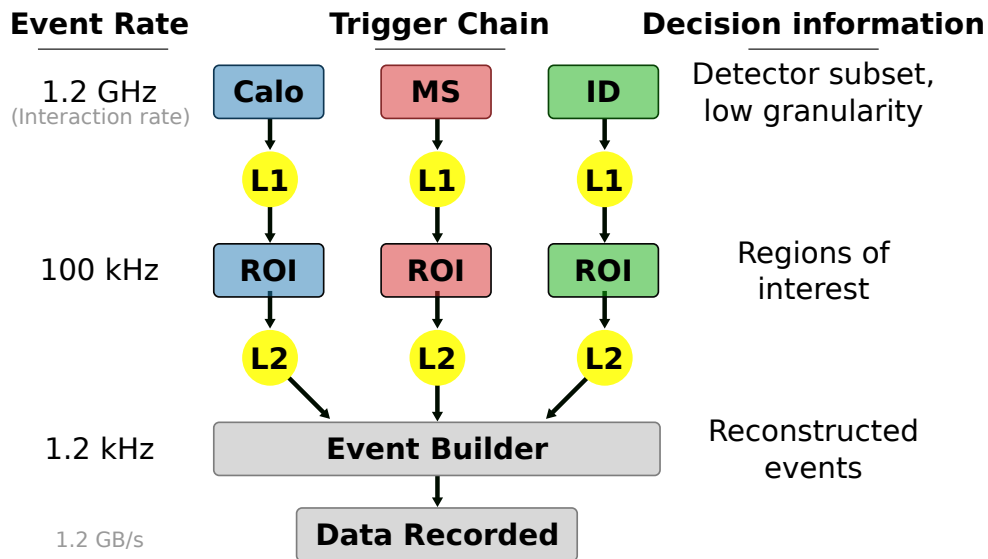 Event Rate
Trigger Chain
Decision information
1.2 GHz
(Interaction rate)
Calo
MS
ID
Detector subset,
low granularity
L1
L1
L1
100 kHz
ROI
ROI
ROI
Regions of
interest
L2
L2
L2
1.2 kHz
Event Builder
Reconstructed
events
1.2 GB/s
Data Recorded